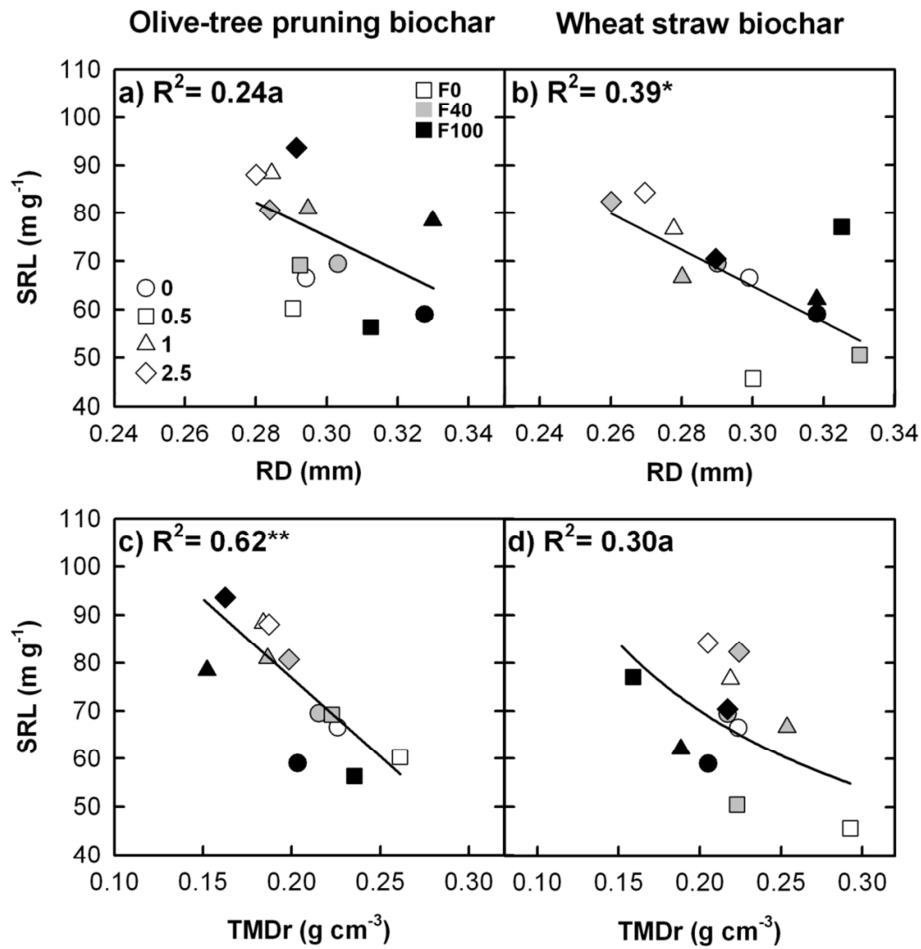 Olive-tree pruning biochar
Wheat straw biochar
a) R²= 0.24a
F0
F40
F100
0
0.5
1
2.5
110
100
90
80
70
60
50
40
SRL (m g⁻¹)
0.24 0.26 0.28 0.30 0.32 0.34
RD (mm)
b) R²= 0.39*
0.24 0.26 0.28 0.30 0.32 0.34
RD (mm)
c) R²= 0.62**
110
100
90
80
70
60
50
40
SRL (m g⁻¹)
0.10 0.15 0.20 0.25 0.30
TMDr (g cm⁻³)
d) R²= 0.30a
0.10 0.15 0.20 0.25 0.30
TMDr (g cm⁻³)